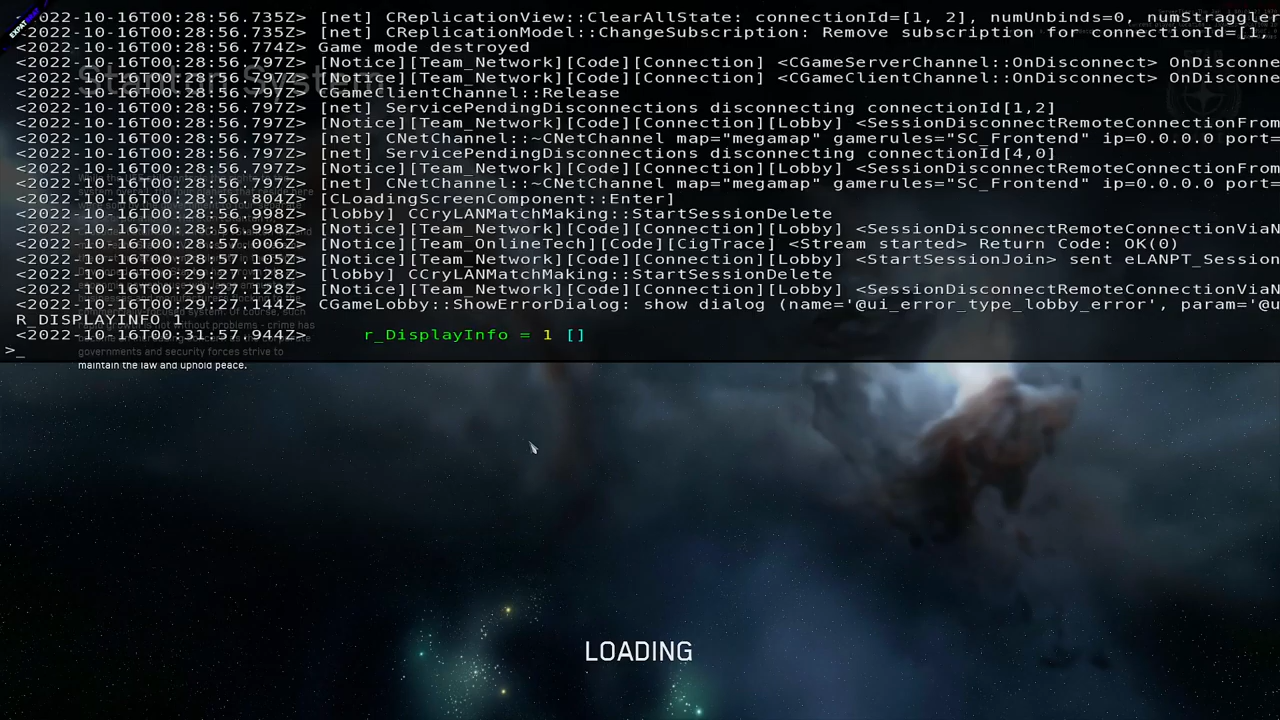 2022-10-16T00:28:56.735Z> [net] CReplicationView::ClearAllState: connectionId=[1, 2], numUnbinds=0, numStraggler
<2022-10-16T00:28:56.735Z> [net] CReplicationModel::ChangeSubscription: Remove subscription for connectionId=[1,
<2022-10-16T00:28:56.774Z> Game mode destroyed
<2022-10-16T00:28:56.797Z> [Notice][Team_Network][Code][Connection] <CGameServerChannel::OnDisconnect> OnDisconne
<2022-10-16T00:28:56.797Z> [Notice][Team_Network][Code][Connection] <CGameClientChannel::OnDisconnect> OnDisconne
Stanton System
<2022-10-16T00:28:56.797Z> CGameClientChannel::Release
<2022-10-16T00:28:56.797Z> [net] ServicePendingDisconnections disconnecting connectionId[1,2]
<2022-10-16T00:28:56.797Z> [Notice][Team_Network][Code][Connection][Lobby] <SessionDisconnectRemoteConnectionFrom
<2022-10-16T00:28:56.797Z> [net] CNetChannel::~CNetChannel map="megamap" gamerules="SC_Frontend" ip=0.0.0.0 port=
<2022-10-16T00:28:56.797Z> [net] ServicePendingDisconnections disconnecting connectionId[4,0]
<2022-10-16T00:28:56.797Z> [Notice][Team_Network][Code][Connection][Lobby] <SessionDisconnectRemoteConnectionFrom
<2022-10-16T00:28:56.797Z> [net] CNetChannel::~CNetChannel map="megamap" gamerules="SC_Frontend" ip=0.0.0.0 port=
<2022-10-16T00:28:56.804Z> [CLoadingScreenComponent::Enter]
<2022-10-16T00:28:56.998Z> [lobby] CCryLANMatchMaking::StartSessionDelete
<2022-10-16T00:28:56.998Z> [Notice][Team_Network][Code][Connection][Lobby] <SessionDisconnectRemoteConnectionViaN
<2022-10-16T00:28:57.006Z> [Notice][Team_OnlineTech][Code][CigTrace] <Stream started> Return Code: OK(0)
<2022-10-16T00:28:57.105Z> [Notice][Team_Network][Code][Connection][Lobby] <StartSessionJoin> sent eLANPT_Session
<2022-10-16T00:29:27.128Z> [lobby] CCryLANMatchMaking::StartSessionDelete
<2022-10-16T00:29:27.128Z> [Notice][Team_Network][Code][Connection][Lobby] <SessionDisconnectRemoteConnectionViaN
<2022-10-16T00:29:27.144Z> CGameLobby::ShowErrorDialog: show dialog (name='@ui_error_type_lobby_error', param='@u
R_DISPLAYINFO 1
<2022-10-16T00:31:57.944Z> r_DisplayInfo = 1 []
>_
governments and security forces strive to
maintain the law and uphold peace.
LOADING